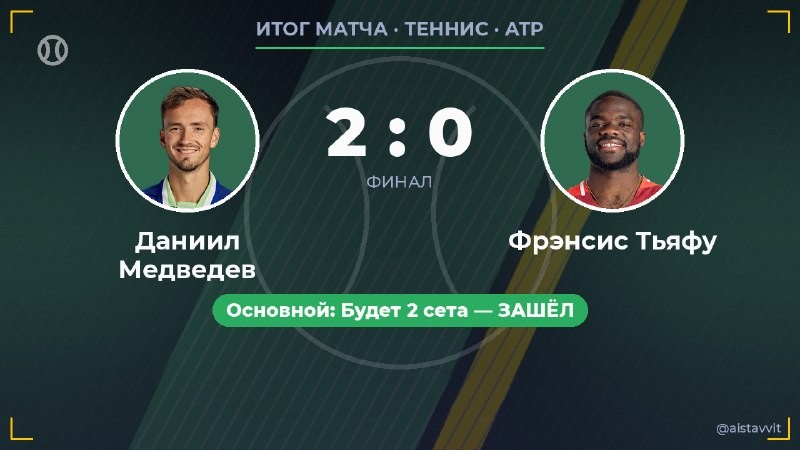 ИТОГ МАТЧА · ТЕННИС · ATP
2 : 0
ФИНАЛ
Даниил
Медведев
Фрэнсис Тьяфу
Основной: Будет 2 сета — ЗАШЁЛ
@aistavvit